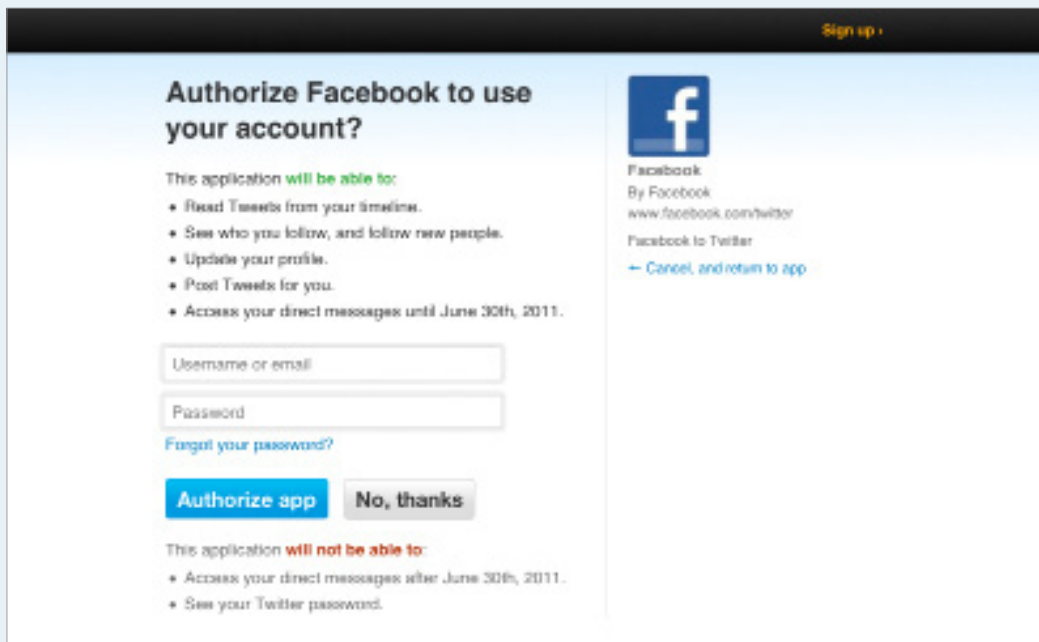 Sign up ›
Authorize Facebook to use
your account?
This application will be able to:
• Read Tweets from your timeline.
• See who you follow, and follow new people.
• Update your profile.
• Post Tweets for you.
• Access your direct messages until June 30th, 2011.
Username or email
Password
Forgot your password?
Authorize app
No, thanks
This application will not be able to:
• Access your direct messages after June 30th, 2011.
• See your Twitter password.
f
Facebook
By Facebook
www.facebook.com/twitter
Facebook to Twitter
← Cancel, and return to app